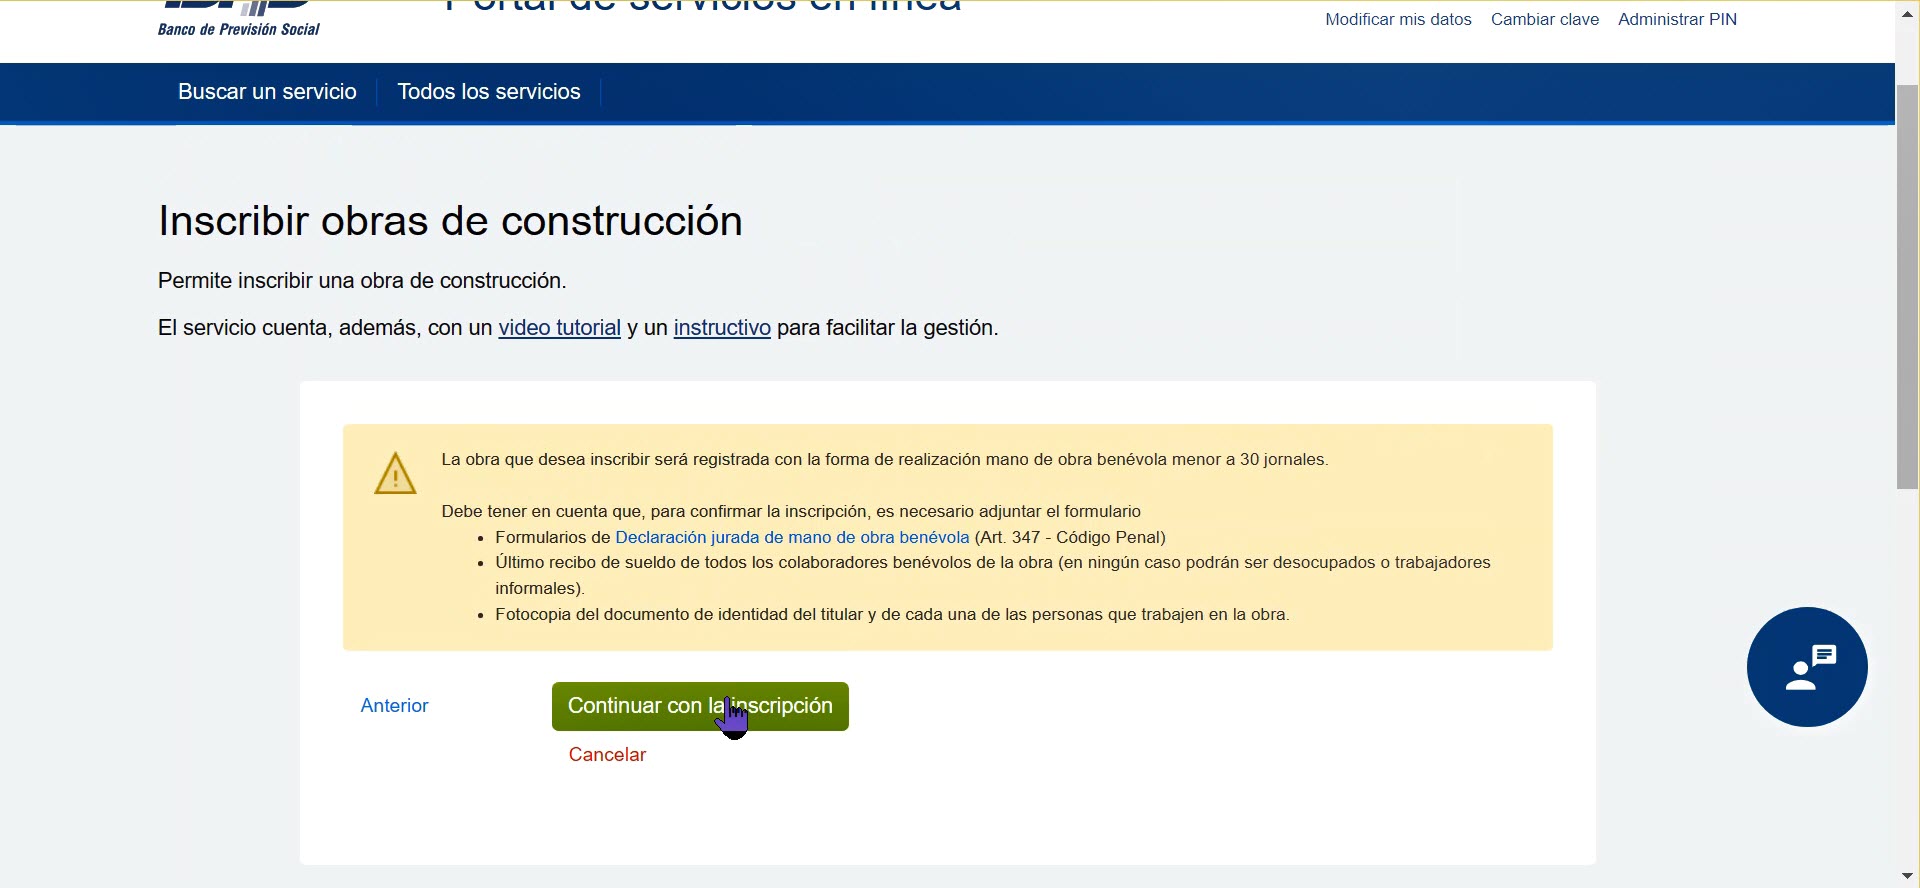 Portal de servicios en línea
Banco de Previsión Social
Modificar mis datos Cambiar clave Administrar PIN
Buscar un servicio Todos los servicios
Inscribir obras de construcción
Permite inscribir una obra de construcción.
El servicio cuenta, además, con un video tutorial y un instructivo para facilitar la gestión.
La obra que desea inscribir será registrada con la forma de realización mano de obra benévola menor a 30 jornales.
Debe tener en cuenta que, para confirmar la inscripción, es necesario adjuntar el formulario
• Formularios de Declaración jurada de mano de obra benévola (Art. 347 - Código Penal)
• Último recibo de sueldo de todos los colaboradores benévolos de la obra (en ningún caso podrán ser desocupados o trabajadores
informales).
• Fotocopia del documento de identidad del titular y de cada una de las personas que trabajen en la obra.
Anterior Continuar con la inscripción
Cancelar